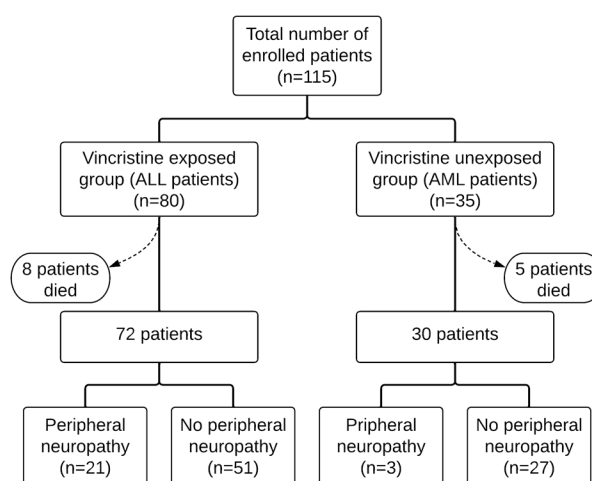 Total number of
enrolled patients
(n=115)
Vincristine exposed
group (ALL patients)
(n=80)
Vincristine unexposed
group (AML patients)
(n=35)
8 patients
died
5 patients
died
72 patients
30 patients
Peripheral
neuropathy
(n=21)
No peripheral
neuropathy
(n=51)
Pripheral
neuropathy
(n=3)
No peripheral
neuropathy
(n=27)